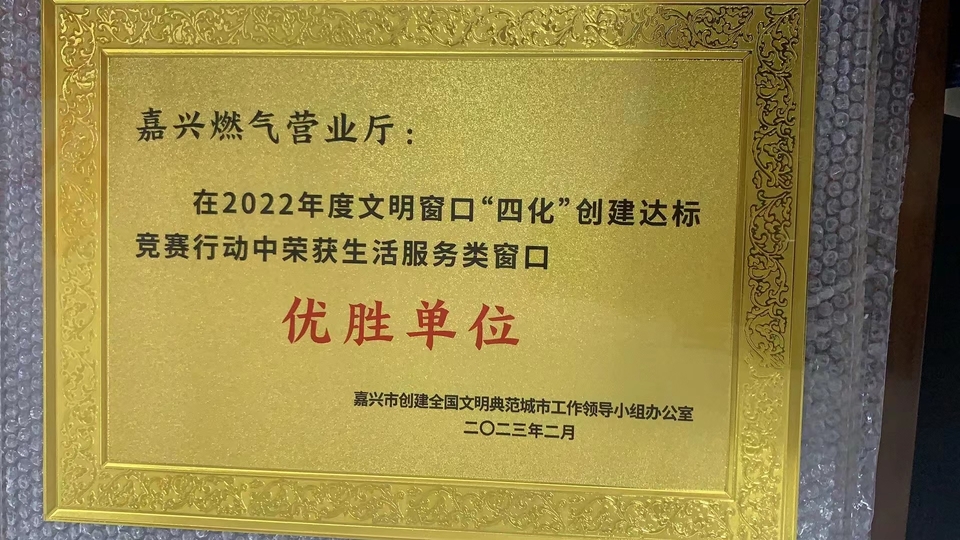 嘉兴燃气营业厅：
在2022年度文明窗口“四化”创建达标
竞赛行动中荣获生活服务类窗口
优胜单位
嘉兴市创建全国文明典范城市工作领导小组办公室
二〇二三年二月